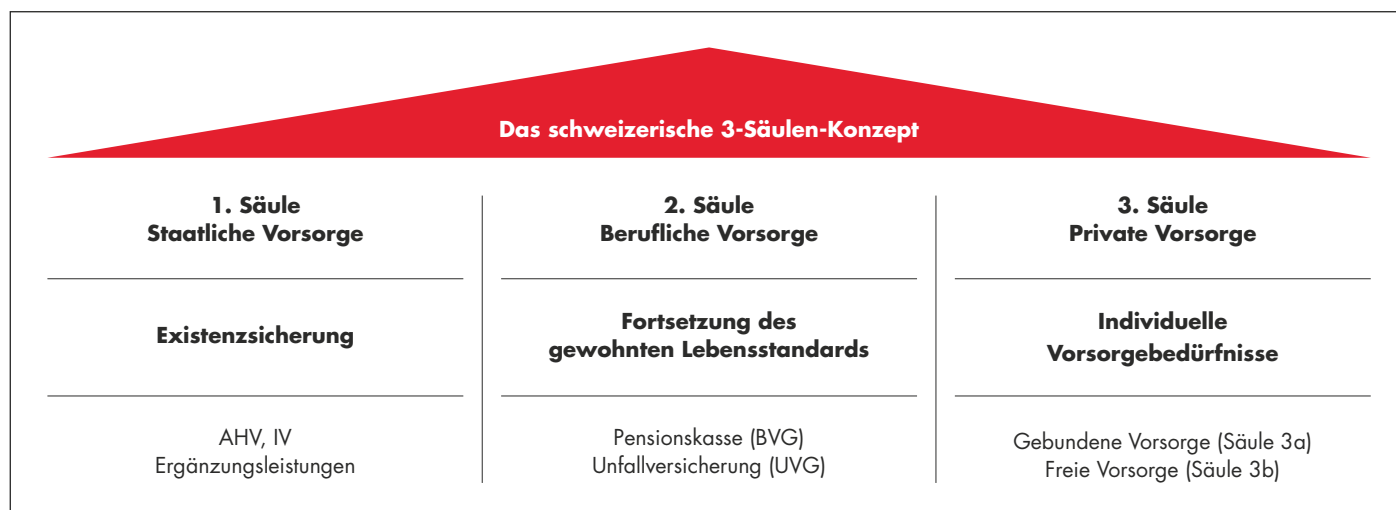 Das schweizerische 3-Säulen-Konzept
1. Säule
Staatliche Vorsorge
Existenzsicherung
AHV, IV
Ergänzungsleistungen
2. Säule
Berufliche Vorsorge
Fortsetzung des
gewohnten Lebensstandards
Pensionskasse (BVG)
Unfallversicherung (UVG)
3. Säule
Private Vorsorge
Individuelle
Vorsorgebedürfnisse
Gebundene Vorsorge (Säule 3a)
Freie Vorsorge (Säule 3b)